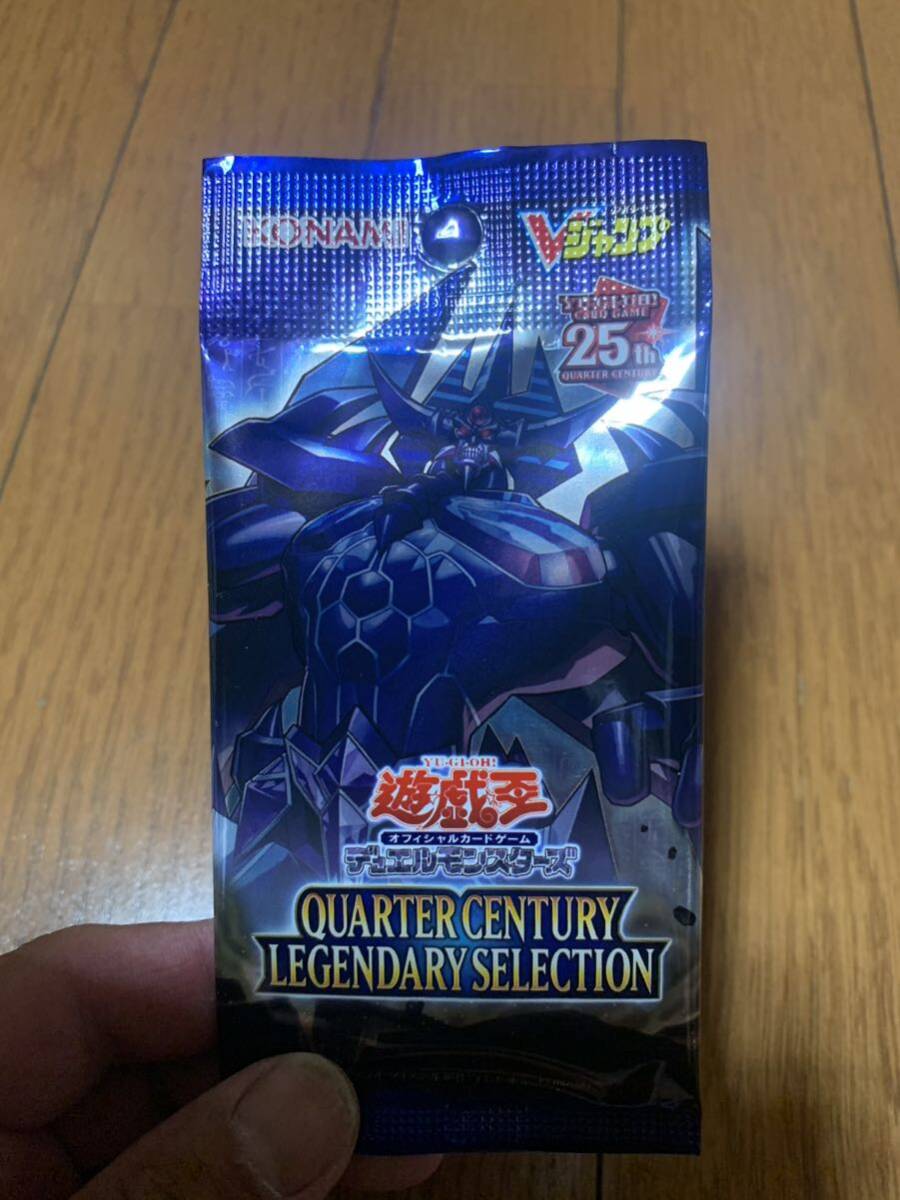 KONAMI
Vジャンプ
CARD GAME
25th
QUARTER CENTURY
YU-GI-OH!
遊戯王
オフィシャルカードゲーム
デュエルモンスターズ
QUARTER CENTURY
LEGENDARY SELECTION